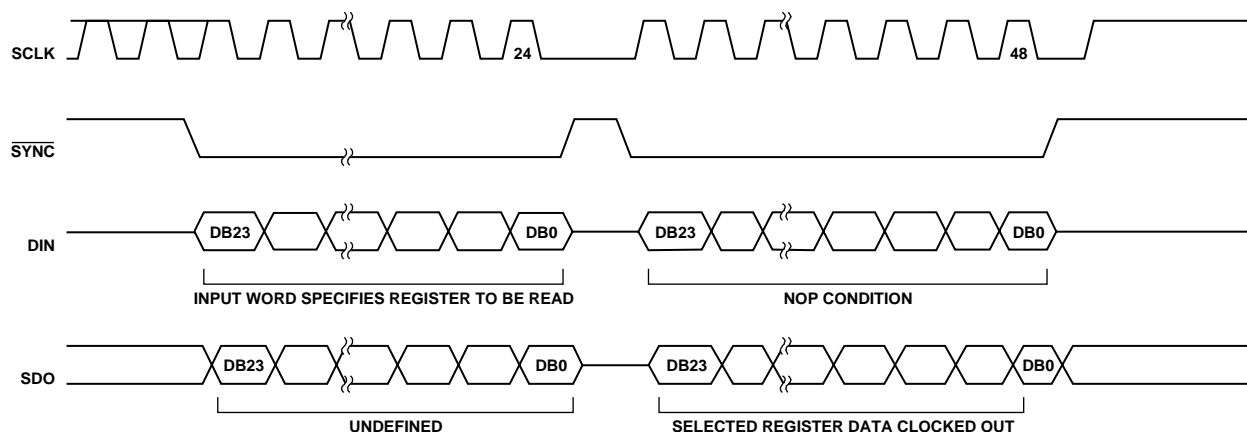 SCLK
24
48
SYNC
DIN
DB23
DB0
DB23
DB0
INPUT WORD SPECIFIES REGISTER TO BE READ
NOP CONDITION
SDO
DB23
DB0
DB23
DB0
UNDEFINED
SELECTED REGISTER DATA CLOCKED OUT